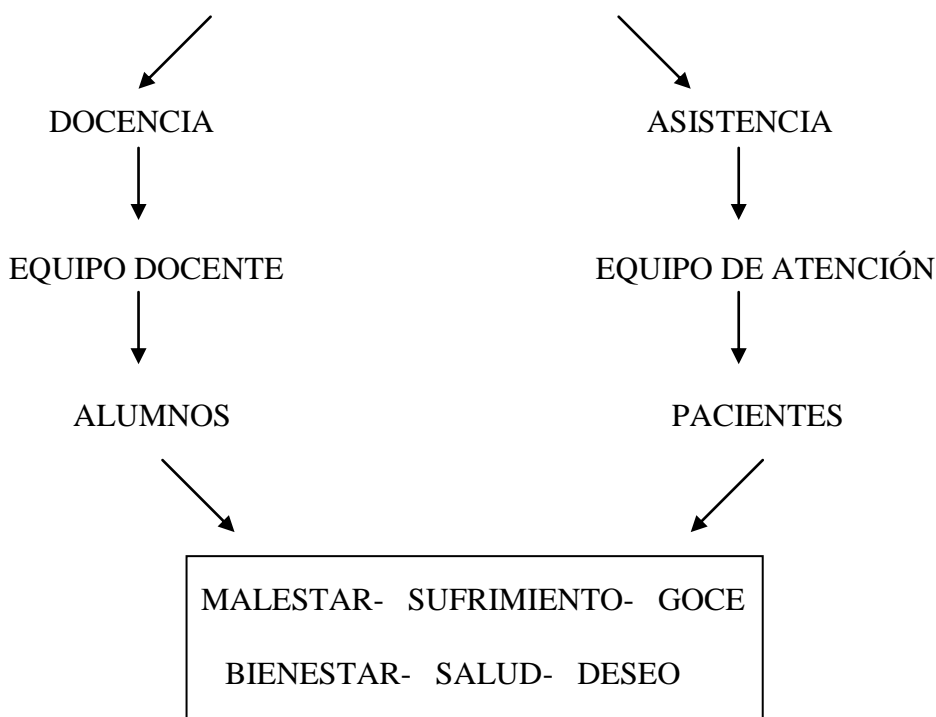 DOCENCIA ASISTENCIA
EQUIPO DOCENTE EQUIPO DE ATENCIÓN
ALUMNOS PACIENTES
MALESTAR- SUFRIMIENTO- GOCE
BIENESTAR- SALUD- DESEO